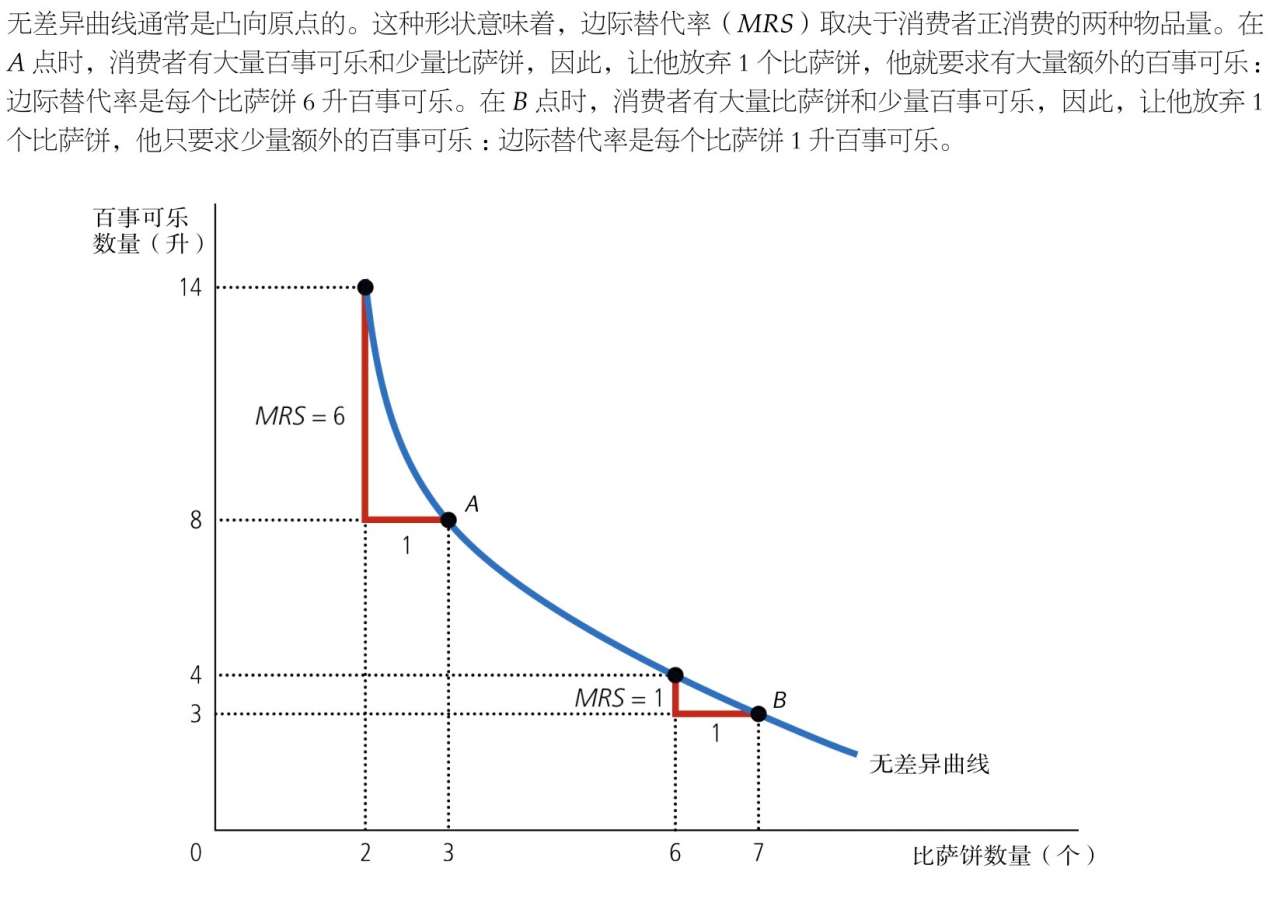 无差异曲线通常是凸向原点的。这种形状意味着，边际替代率（MRS）取决于消费者正消费的两种物品量。在
A 点时，消费者有大量百事可乐和少量比萨饼，因此，让他放弃 1 个比萨饼，他就要求有大量额外的百事可乐：
边际替代率是每个比萨饼 6 升百事可乐。在 B 点时，消费者有大量比萨饼和少量百事可乐，因此，让他放弃 1
个比萨饼，他只要求少量额外的百事可乐：边际替代率是每个比萨饼 1 升百事可乐。
百事可乐
数量（升）
14
MRS = 6
A
8
1
4
MRS = 1
B
3
1
无差异曲线
0
2
3
6
7
比萨饼数量（个）